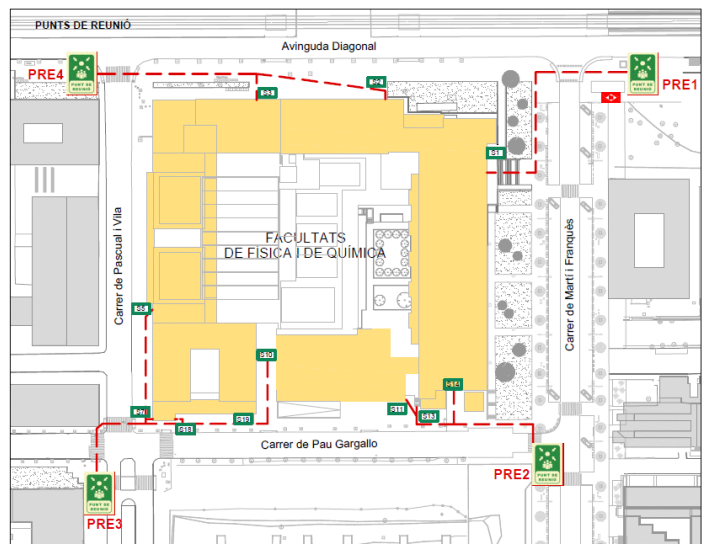 PUNTS DE REUNIÓ
Avinguda Diagonal
PRE4
PUNT DE
REUNIÓ
S3
S2
PUNT DE
REUNIÓ
PRE1
S1
FACULTATS
DE FÍSICA I DE QUÍMICA
Carrer de Pascual i Vila
Carrer de Martí i Franquès
S5
S10
S14
S7
S18
S19
S11
S13
Carrer de Pau Gargallo
PUNT DE
REUNIÓ
PRE3
PRE2
PUNT DE
REUNIÓ